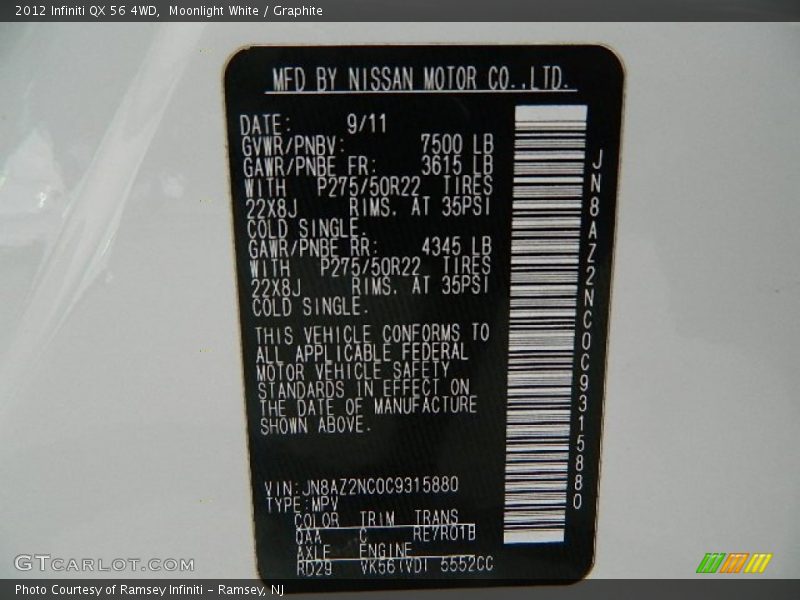 2012 Infiniti QX 56 4WD, Moonlight White / Graphite
MFD BY NISSAN MOTOR CO.,LTD.
DATE: 9/11
GVWR/PNBV: 7500 LB
GAWR/PNBE FR: 3615 LB
WITH P275/50R22 TIRES
22X8J RIMS. AT 35PSI
COLD SINGLE.
GAWR/PNBE RR: 4345 LB
WITH P275/50R22 TIRES
22X8J RIMS. AT 35PSI
COLD SINGLE.
THIS VEHICLE CONFORMS TO
ALL APPLICABLE FEDERAL
MOTOR VEHICLE SAFETY
STANDARDS IN EFFECT ON
THE DATE OF MANUFACTURE
SHOWN ABOVE.
VIN:JN8AZ2NC0C9315880
TYPE:MPV
COLOR TRIM TRANS
QAA C RE7R01B
AXLE ENGINE
RD29 VK56(VD) 5552CC
JN8AZ2NC0C9315880
GTCARLOT.COM
Photo Courtesy of Ramsey Infiniti - Ramsey, NJ